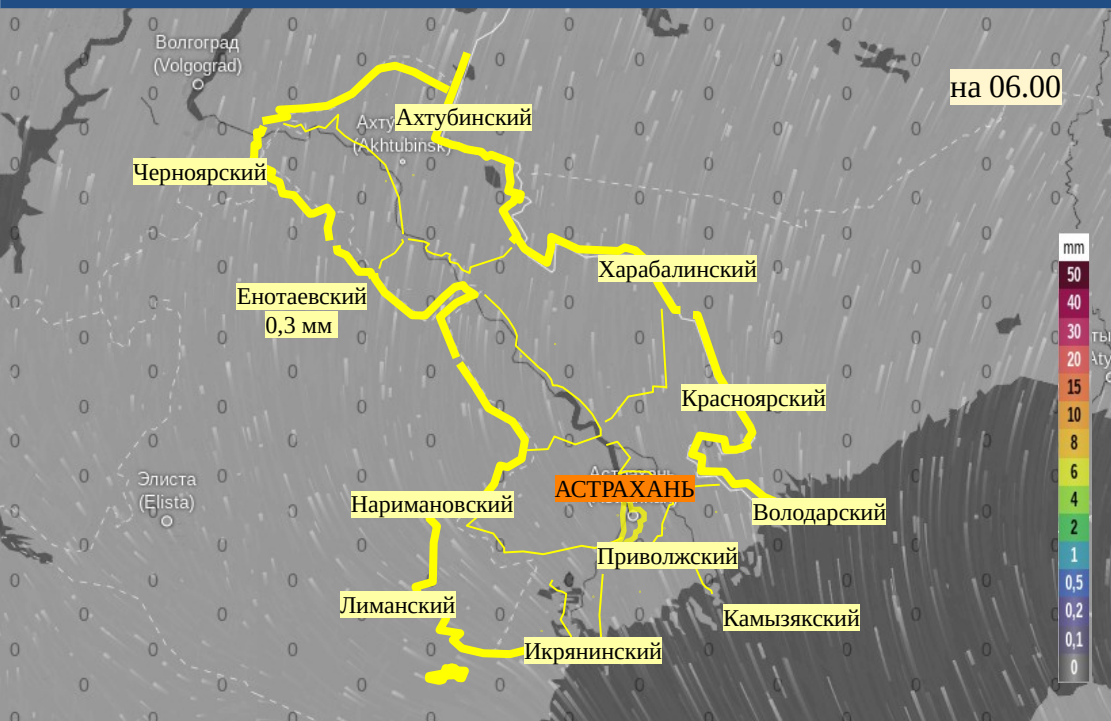 Волгоград
(Volgograd)
на 06.00
Ахтубинский
(Akhtubinsk)
Черноярский
mm
50
40
30
20
15
10
8
6
4
2
1
0,5
0,2
0,1
0
Харабалинский
Енотаевский
0,3 мм
Красноярский
Элиста
(Elista)
АСТРАХАНЬ
Наримановский
Володарский
Приволжский
Лиманский
Камызякский
Икрянинский